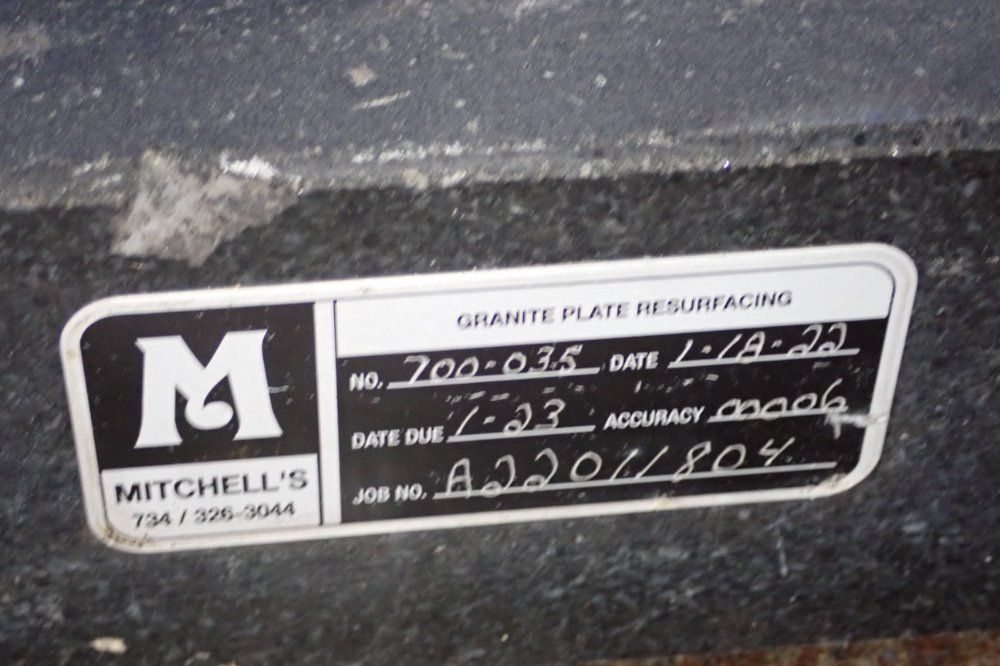 M
MITCHELL'S
734 / 326-3044
GRANITE PLATE RESURFACING
NO. 700-035 DATE 1-18-22
DATE DUE 1-23 ACCURACY .00006
JOB NO. A22011804